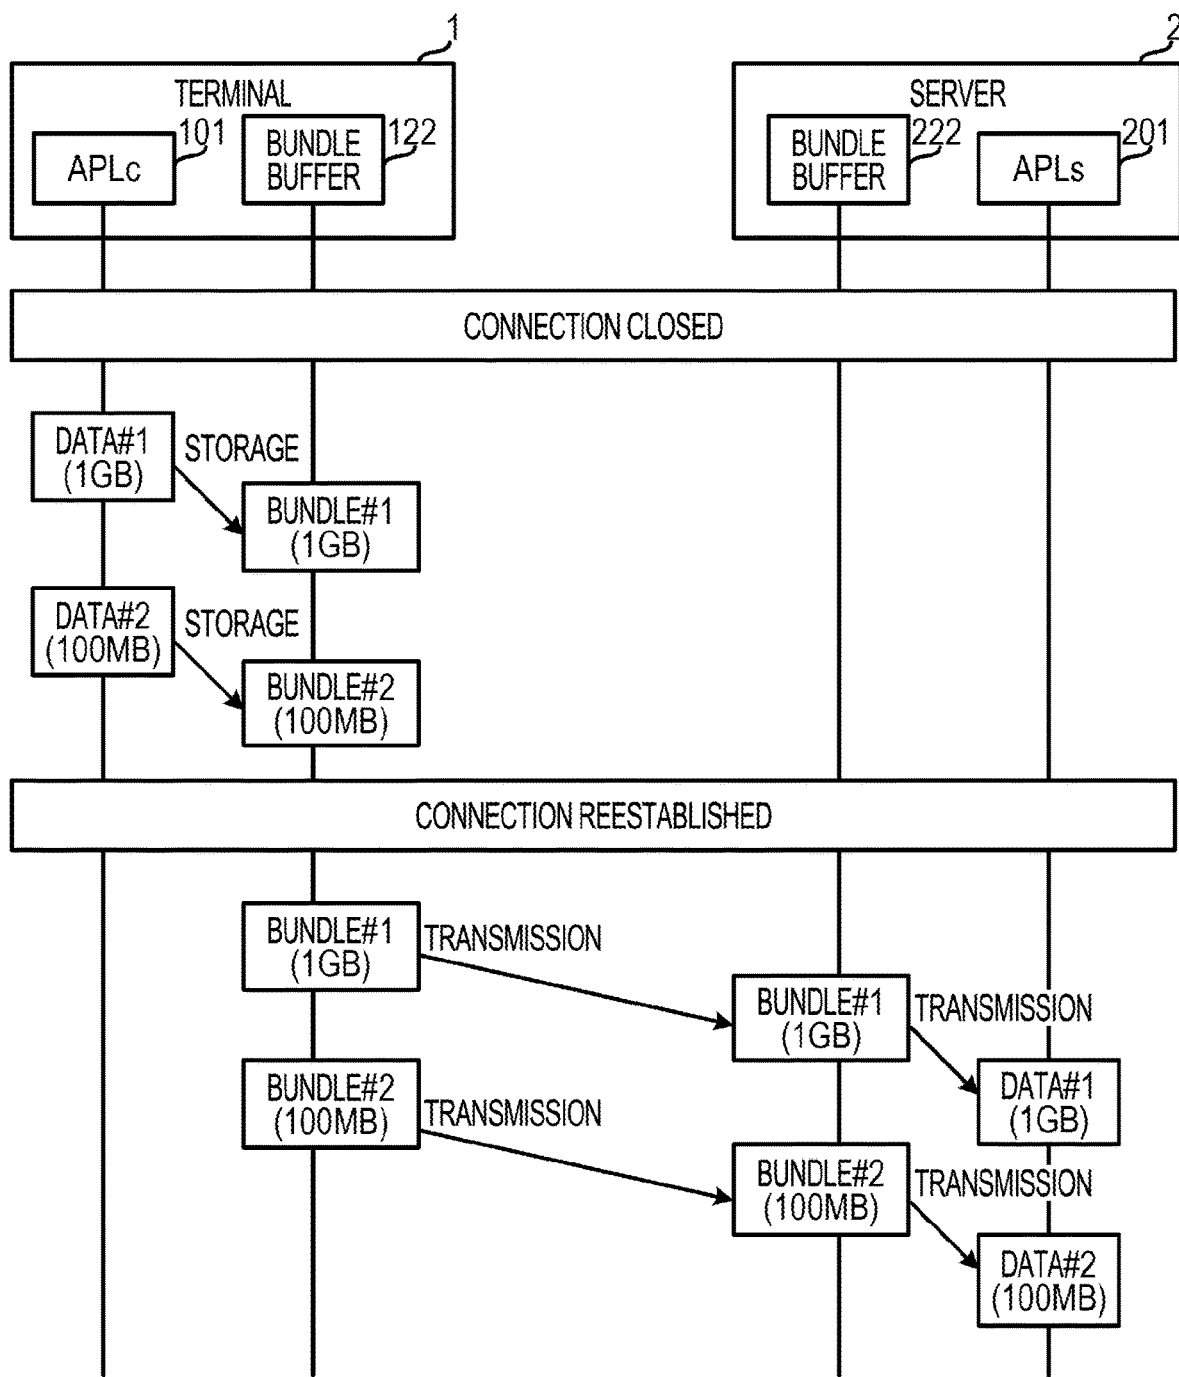 1
2
TERMINAL
SERVER
101
122
222
201
APLc
BUNDLE
BUFFER
BUNDLE
BUFFER
APLs
CONNECTION CLOSED
DATA#1
(1GB)
STORAGE
BUNDLE#1
(1GB)
DATA#2
(100MB)
STORAGE
BUNDLE#2
(100MB)
CONNECTION REESTABLISHED
BUNDLE#1
(1GB)
TRANSMISSION
BUNDLE#1
(1GB)
TRANSMISSION
DATA#1
(1GB)
BUNDLE#2
(100MB)
TRANSMISSION
BUNDLE#2
(100MB)
TRANSMISSION
DATA#2
(100MB)